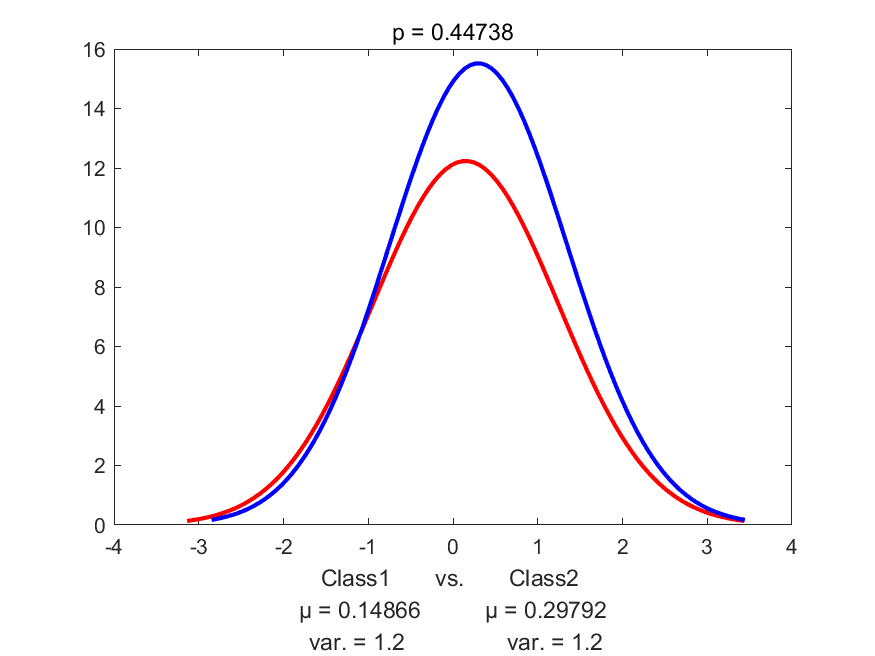 p = 0.44738
16
14
12
10
8
6
4
2
0
-4 -3 -2 -1 0 1 2 3 4
Class1 vs. Class2
μ = 0.14866 μ = 0.29792
var. = 1.2 var. = 1.2